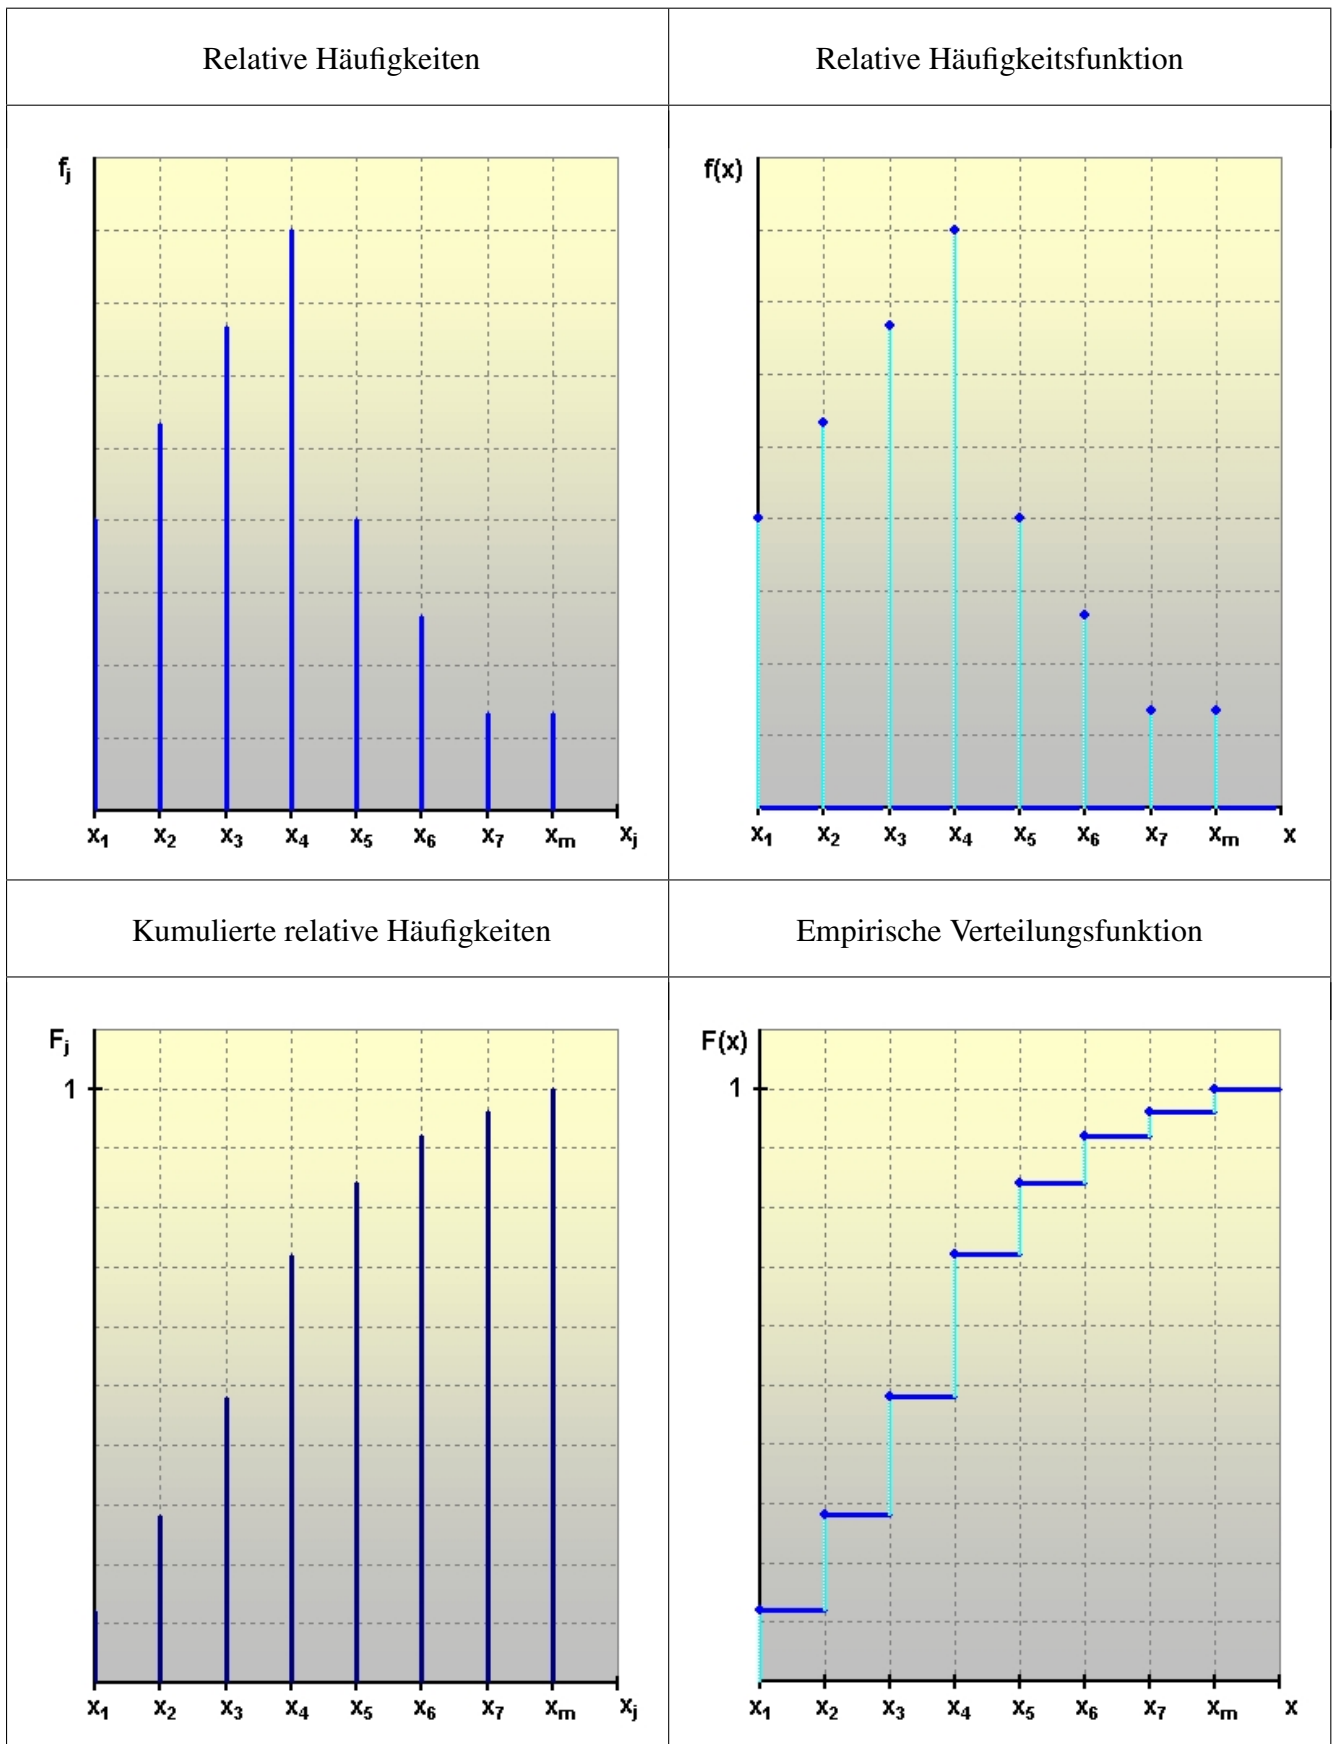 Relative Häufigkeiten
Relative Häufigkeitsfunktion
fj
x1 x2 x3 x4 x5 x6 x7 xm xj
f(x)
x1 x2 x3 x4 x5 x6 x7 xm x
Kumulierte relative Häufigkeiten
Empirische Verteilungsfunktion
Fj
1
x1 x2 x3 x4 x5 x6 x7 xm xj
F(x)
1
x1 x2 x3 x4 x5 x6 x7 xm x